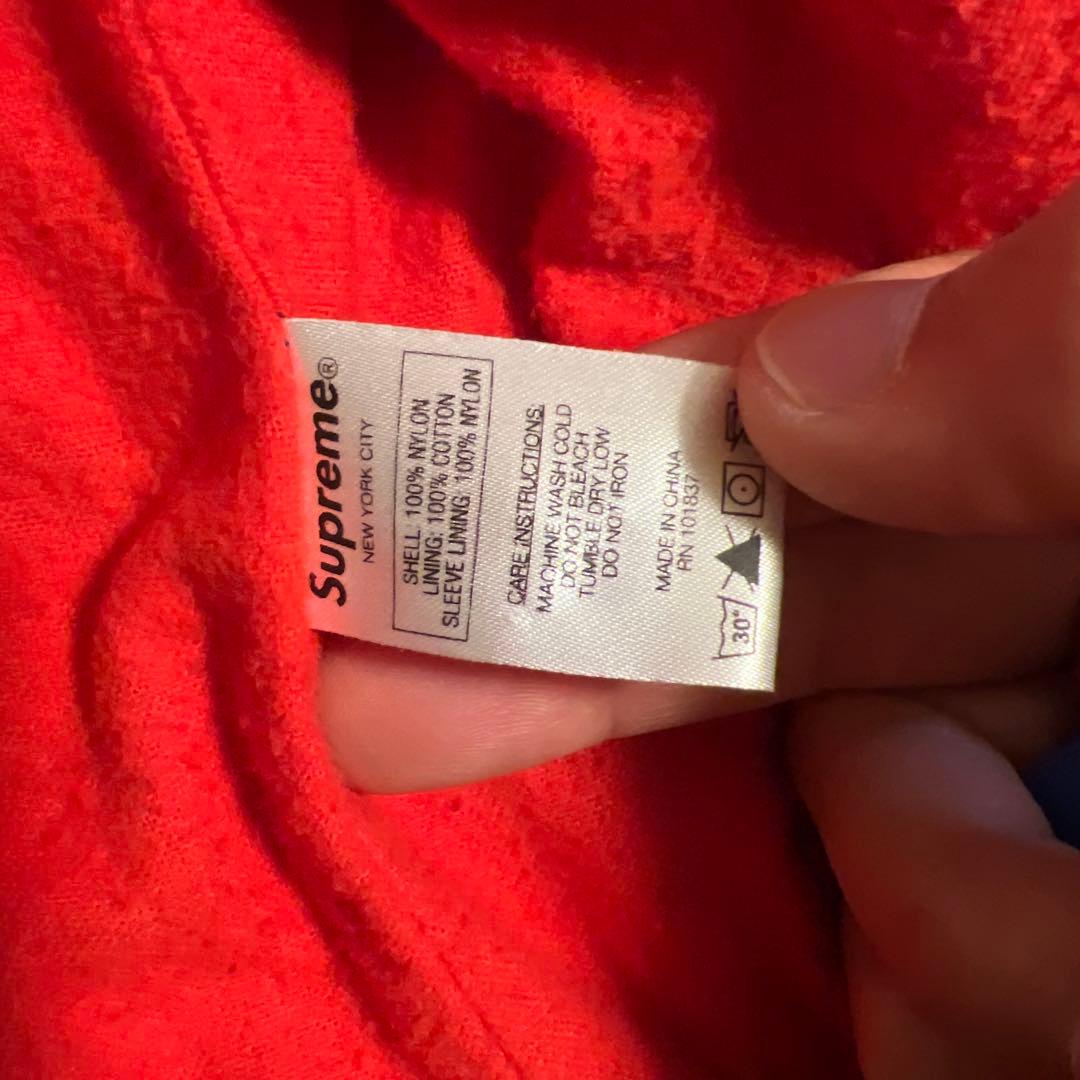 Supreme®
NEW YORK CITY
SHELL: 100% NYLON
LINING: 100% COTTON
SLEEVE LINING: 100% NYLON
CARE INSTRUCTIONS:
MACHINE WASH COLD
DO NOT BLEACH
TUMBLE DRY LOW
DO NOT IRON
MADE IN CHINA
RN 101837
30°